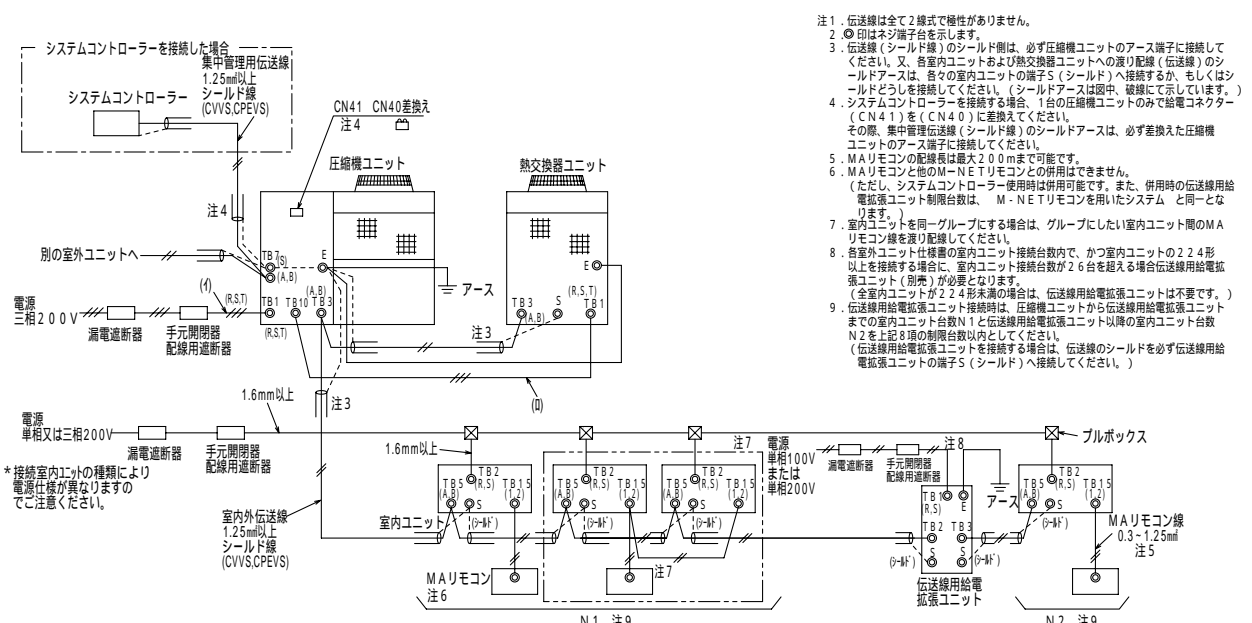 注1．伝送線は全て2線式で極性がありません。
2．◎印はネジ端子台を示します。
3．伝送線(シールド線)のシールド側は、必ず圧縮機ユニットのアース端子に接続して
ください。又、各室内ユニットおよび熱交換器ユニットへの渡り配線(伝送線)のシ
ールドアースは、各々の室内ユニットの端子S(シールド)へ接続するか、もしくはシ
ールドどうしを接続してください。(シールドアースは図中、破線にて示しています。)
4．システムコントローラーを接続する場合、1台の圧縮機ユニットのみで給電コネクター
(CN41)を(CN40)に差換えてください。
その際、集中管理伝送線(シールド線)のシールドアースは、必ず差換えた圧縮機
ユニットのアース端子に接続してください。
5．MAリモコンの配線長は最大200mまで可能です。
6．MAリモコンと他のM－NETリモコンとの併用はできません。
(ただし、システムコントローラー使用時は併用可能です。また、併用時の伝送線用給
電拡張ユニット制限台数は、 M-NETリモコンを用いたシステム と同一とな
ります。)
7．室内ユニットを同一グループにする場合は、グループにしたい室内ユニット間のMA
リモコン線を渡り配線してください。
8．各室外ユニット仕様書の室内ユニット接続台数内で、かつ室内ユニットの224形
以上を接続する場合に、室内ユニット接続台数が26台を超える場合伝送線用給電拡
張ユニット(別売)が必要となります。
(全室内ユニットが224形未満の場合は、伝送線用給電拡張ユニットは不要です。)
9．伝送線用給電拡張ユニット接続時は、圧縮機ユニットから伝送線用給電拡張ユニット
までの室内ユニット台数N1と伝送線用給電拡張ユニット以降の室内ユニット台数
N2を上記8項の制限台数以内としてください。
(伝送線用給電拡張ユニットを接続する場合は、伝送線のシールドを必ず伝送線用給
電拡張ユニットの端子S(シールド)へ接続してください。)
システムコントローラーを接続した場合
集中管理用伝送線
1.25㎟以上
シールド線
(CVVS,CPEVS)
システムコントローラー
CN41 CN40差換え
注4
圧縮機ユニット
熱交換器ユニット
注4
別の室外ユニットへ
TB7(S)
(A,B)
E
アース
E
(イ)
電源
三相200V
漏電遮断器
手元開閉器
配線用遮断器
(R,S,T)
TB1
TB10
(A,B)
TB3
(R,S,T)
TB3
(A,B)
S
(R,S,T)
TB1
注3
注3
(ロ)
1.6mm以上
電源
単相又は三相200V
漏電遮断器
手元開閉器
配線用遮断器
*接続室内ユニットの種類により
電源仕様が異なりますの
でご注意ください。
室内外伝送線
1.25㎟以上
シールド線
(CVVS,CPEVS)
1.6mm以上
室内ユニット
TB5
(A,B)
S
TB2
(R,S)
TB15
(1,2)
(シールド)
MAリモコン
注6
TB5
(A,B)
S
TB2
(R,S)
TB15
(1,2)
(シールド)
TB5
(A,B)
S
TB2
(R,S)
TB15
(1,2)
(シールド)
注7
注7
N1 注9
電源
単相100V
または
単相200V
漏電遮断器
手元開閉器
配線用遮断器
注8
アース
TB1
(R,S)
E
TB2
TB3
S
S
(シールド)
(シールド)
伝送線用給電
拡張ユニット
プルボックス
TB5
(A,B)
S
TB2
(R,S)
TB15
(1,2)
(シールド)
MAリモコン線
0.3~1.25㎟
注5
N2 注9